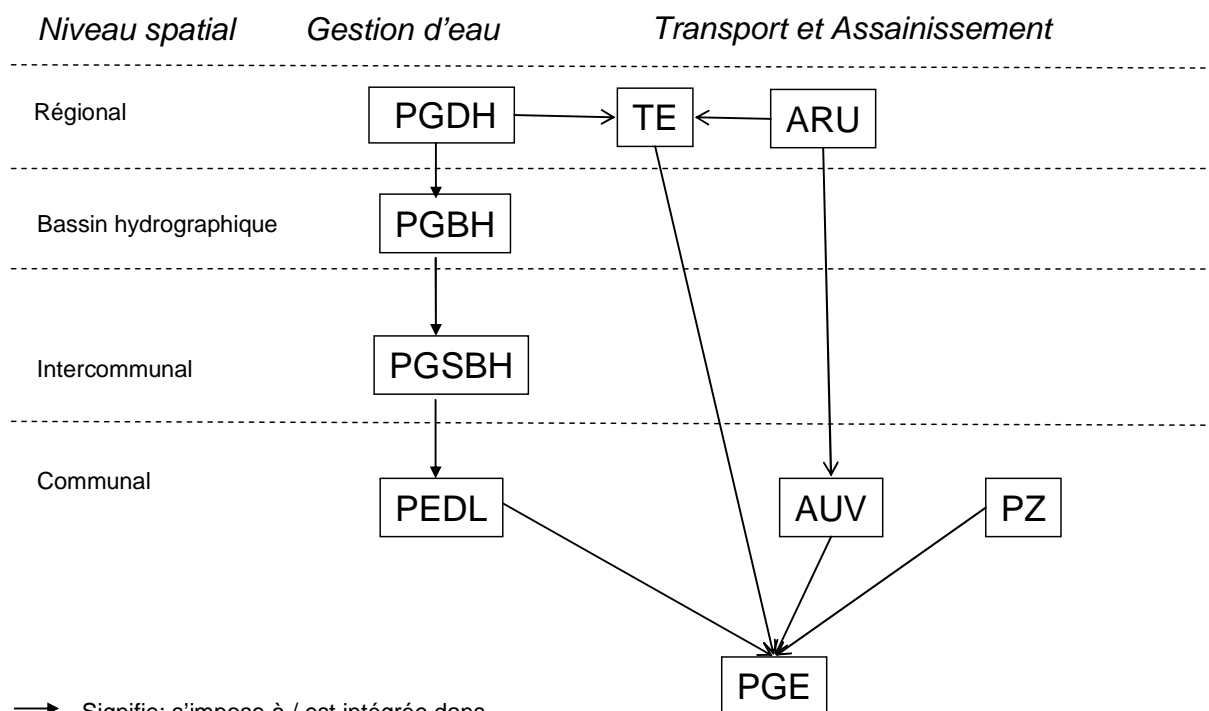 Niveau spatial Gestion d'eau Transport et Assainissement
Régional PGDH TE ARU
Bassin hydrographique PGBH
Intercommunal PGSBH
Communal
PEDL AUV PZ
PGE
Signifie: s'impose à / est intégrée dans